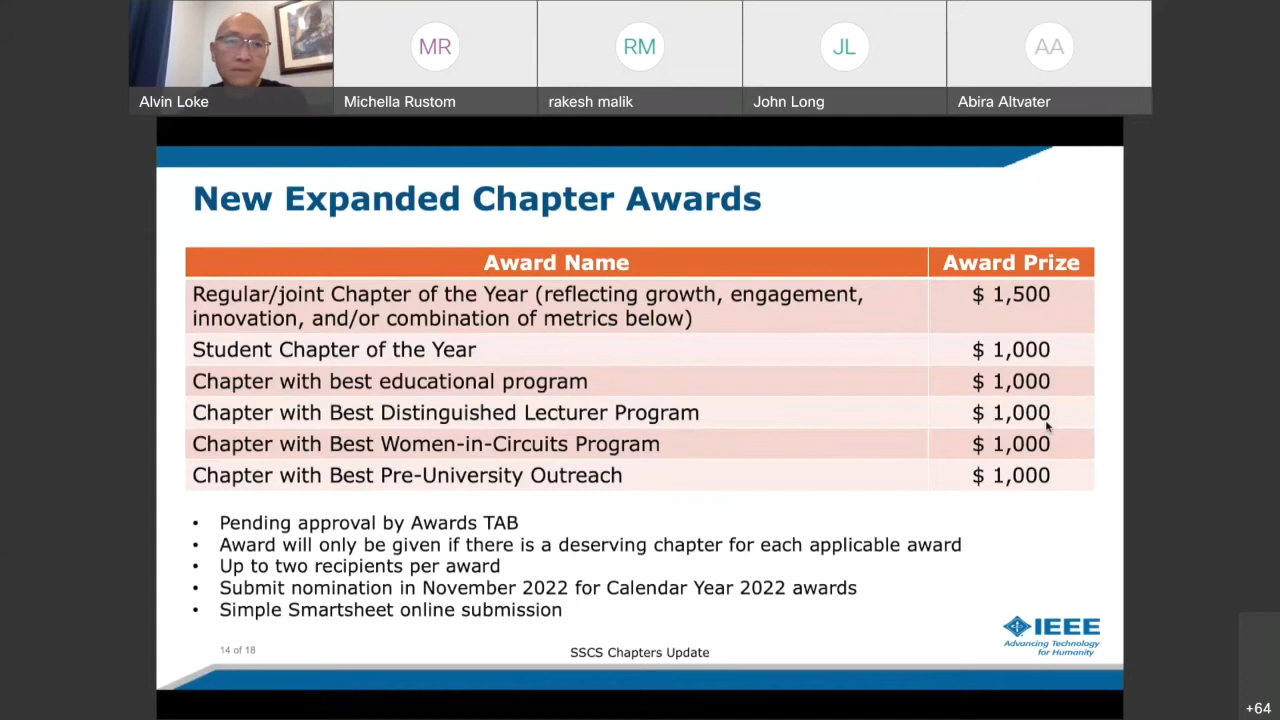 MR
RM
JL
AA
Alvin Loke
Michella Rustom
rakesh malik
John Long
Abira Altvater
New Expanded Chapter Awards
Award Name
Award Prize
Regular/joint Chapter of the Year (reflecting growth, engagement,
innovation, and/or combination of metrics below)
$ 1,500
Student Chapter of the Year
$ 1,000
Chapter with best educational program
$ 1,000
Chapter with Best Distinguished Lecturer Program
$ 1,000
Chapter with Best Women-in-Circuits Program
$ 1,000
Chapter with Best Pre-University Outreach
$ 1,000
• Pending approval by Awards TAB
• Award will only be given if there is a deserving chapter for each applicable award
• Up to two recipients per award
• Submit nomination in November 2022 for Calendar Year 2022 awards
• Simple Smartsheet online submission
IEEE
Advancing Technology
for Humanity
14 of 18
SSCS Chapters Update
+64